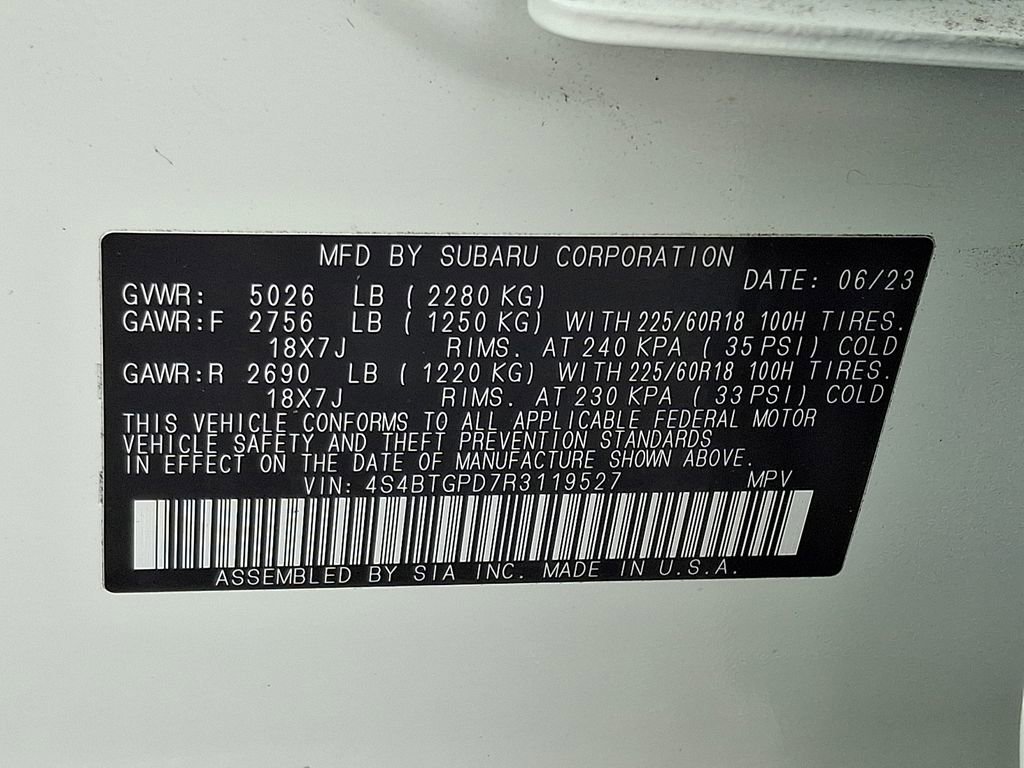 MFD BY SUBARU CORPORATION
DATE: 06/23
GVWR: 5026 LB ( 2280 KG)
GAWR:F 2756 LB ( 1250 KG) WITH 225/60R18 100H TIRES.
18X7J RIMS. AT 240 KPA ( 35 PSI) COLD
GAWR:R 2690 LB ( 1220 KG) WITH 225/60R18 100H TIRES.
18X7J RIMS. AT 230 KPA ( 33 PSI) COLD
THIS VEHICLE CONFORMS TO ALL APPLICABLE FEDERAL MOTOR
VEHICLE SAFETY AND THEFT PREVENTION STANDARDS
IN EFFECT ON THE DATE OF MANUFACTURE SHOWN ABOVE.
VIN: 4S4BTGPD7R3119527 MPV
ASSEMBLED BY SIA INC. MADE IN U.S.A.